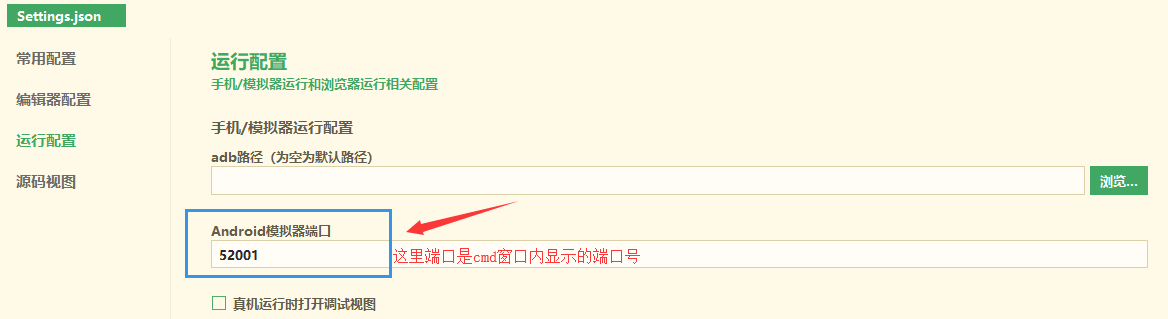 Settings.json
常用配置
编辑器配置
运行配置
源码视图
运行配置
手机/模拟器运行和浏览器运行相关配置
手机/模拟器运行配置
adb路径（为空为默认路径）
浏览...
Android模拟器端口
52001 这里端口是cmd窗口内显示的端口号
真机运行时打开调试视图